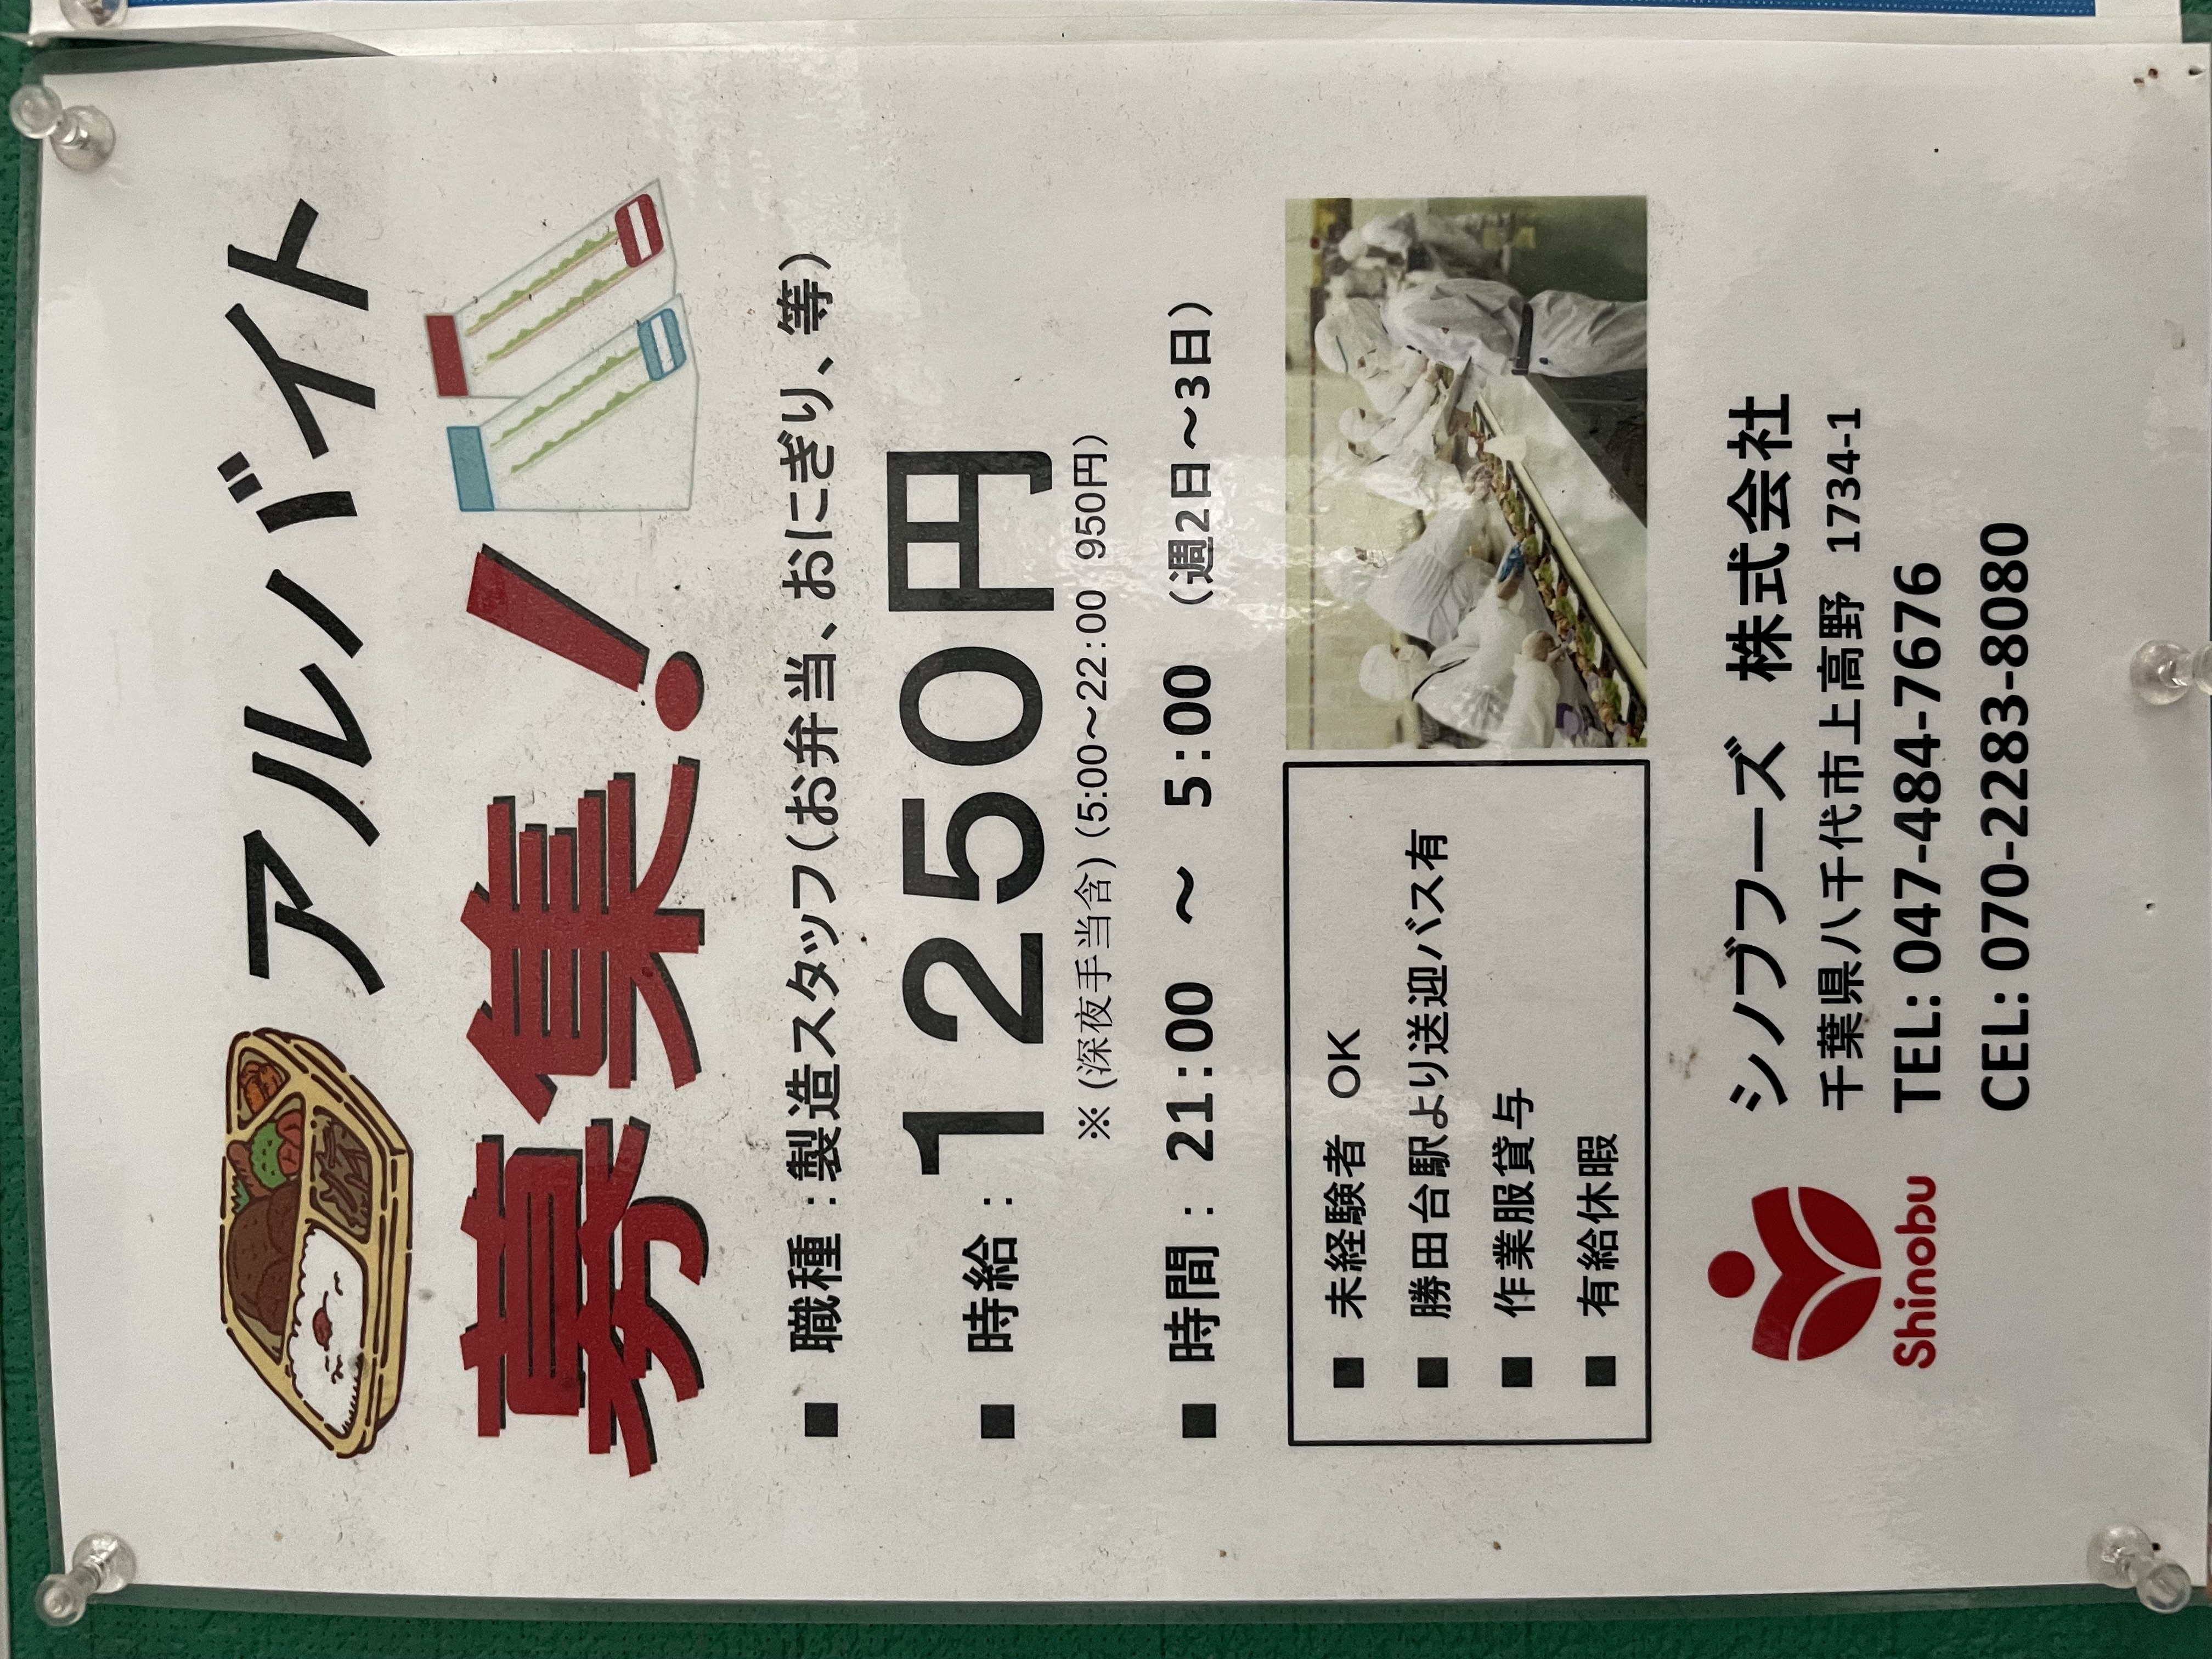 アルバイト
募集!
■ 職種:製造スタッフ(お弁当、おにぎり、等)
■ 時給:1250円
※(深夜手当含)(5:00~22:00 950円)
■ 時間: 21:00 ~ 5:00 (週2日~3日)
■ 未経験者 OK
■ 勝田台駅より送迎バス有
■ 作業服貸与
■ 有給休暇
Shinobu
シノブフーズ 株式会社
千葉県八千代市上高野 1734-1
TEL: 047-484-7676
CEL: 070-2283-8080